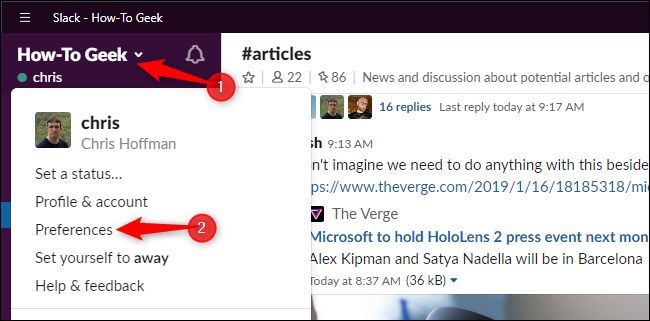 Slack - How-To Geek
How-To Geek
chris
1
chris
Chris Hoffman
Set a status...
Profile & account
Preferences
2
Set yourself to away
Help & feedback
#articles
22 | 86 | News and discussion about potential articles and o
16 replies Last reply today at 9:17 AM
sh 9:13 AM
n't imagine we need to do anything with this beside
ps://www.theverge.com/2019/1/16/18185318/mi
The Verge
Microsoft to hold HoloLens 2 press event next mon
Alex Kipman and Satya Nadella will be in Barcelona
Today at 8:37 AM (36 kB)